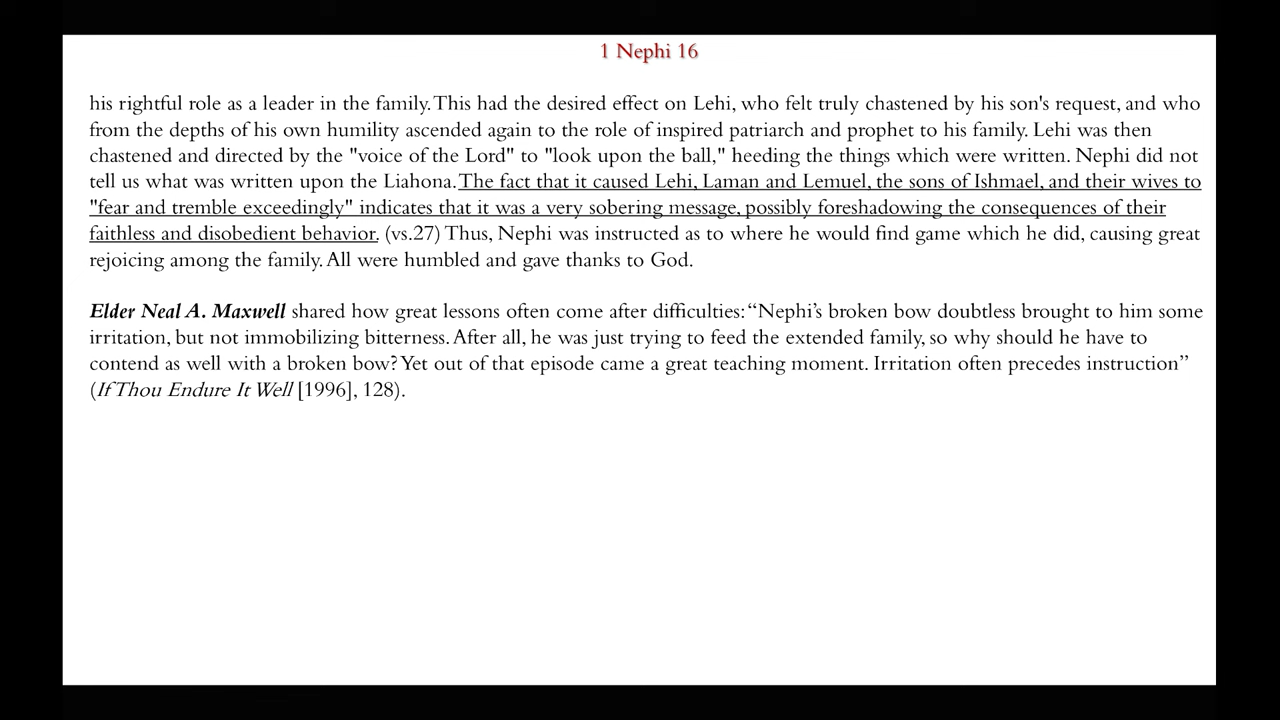 1 Nephi 16
his rightful role as a leader in the family. This had the desired effect on Lehi, who felt truly chastened by his son's request, and who
from the depths of his own humility ascended again to the role of inspired patriarch and prophet to his family. Lehi was then
chastened and directed by the "voice of the Lord" to "look upon the ball," heeding the things which were written. Nephi did not
tell us what was written upon the Liahona. The fact that it caused Lehi, Laman and Lemuel, the sons of Ishmael, and their wives to
"fear and tremble exceedingly" indicates that it was a very sobering message, possibly foreshadowing the consequences of their
faithless and disobedient behavior. (vs.27) Thus, Nephi was instructed as to where he would find game which he did, causing great
rejoicing among the family. All were humbled and gave thanks to God.
Elder Neal A. Maxwell shared how great lessons often come after difficulties: “Nephi’s broken bow doubtless brought to him some
irritation, but not immobilizing bitterness. After all, he was just trying to feed the extended family, so why should he have to
contend as well with a broken bow? Yet out of that episode came a great teaching moment. Irritation often precedes instruction”
(If Thou Endure It Well [1996], 128).